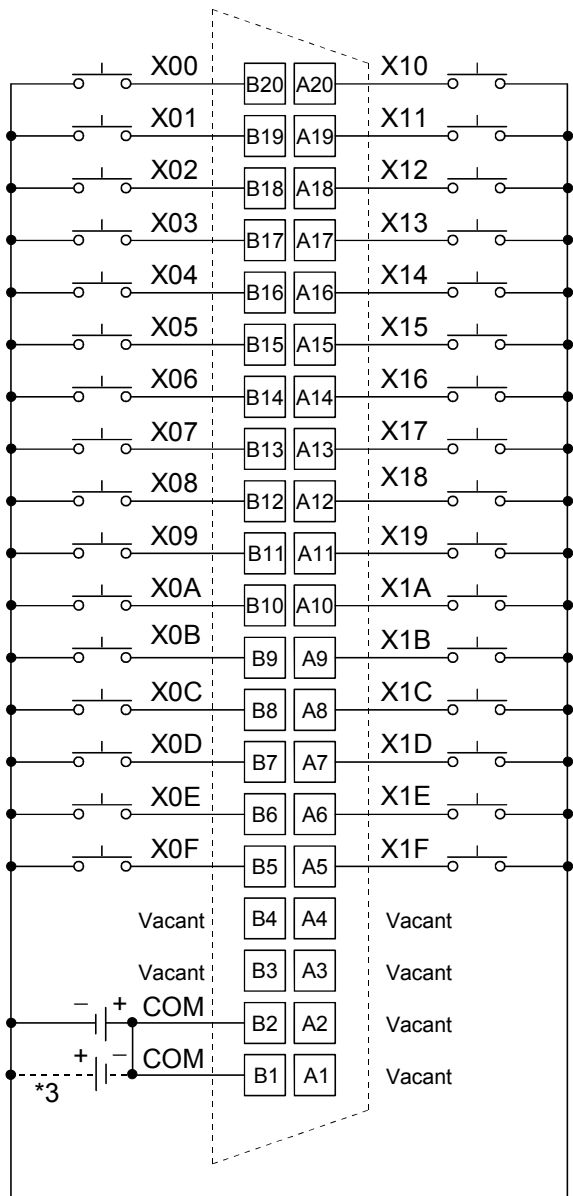 X00 B20 A20 X10
X01 B19 A19 X11
X02 B18 A18 X12
X03 B17 A17 X13
X04 B16 A16 X14
X05 B15 A15 X15
X06 B14 A14 X16
X07 B13 A13 X17
X08 B12 A12 X18
X09 B11 A11 X19
X0A B10 A10 X1A
X0B B9 A9 X1B
X0C B8 A8 X1C
X0D B7 A7 X1D
X0E B6 A6 X1E
X0F B5 A5 X1F
Vacant B4 A4 Vacant
Vacant B3 A3 Vacant
− + COM B2 A2 Vacant
+ − COM B1 A1 Vacant
*3